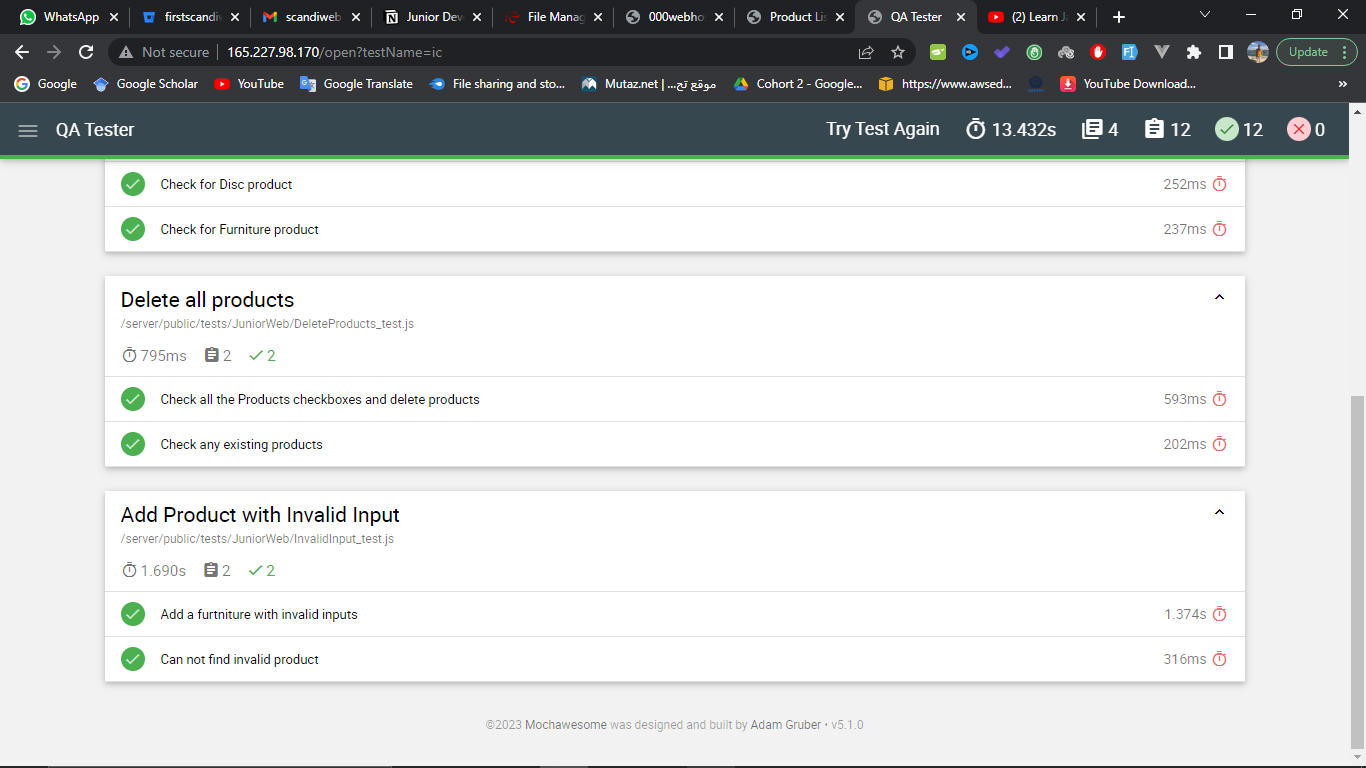 WhatsApp
firstscandiv
scandiweb
Junior Dev
File Manag
000webhos
Product Lis
QA Tester
(2) Learn Ja
Not secure
165.227.98.170/open?testName=ic
Update
Google
Google Scholar
YouTube
Google Translate
File sharing and sto...
Mutaz.net | ...موقع تح
Cohort 2 - Google...
https://www.awsed...
YouTube Download...
»
QA Tester
Try Test Again
13.432s
4
12
12
0
Check for Disc product
252ms
Check for Furniture product
237ms
Delete all products
/server/public/tests/JuniorWeb/DeleteProducts_test.js
795ms 2 2
Check all the Products checkboxes and delete products
593ms
Check any existing products
202ms
Add Product with Invalid Input
/server/public/tests/JuniorWeb/InvalidInput_test.js
1.690s 2 2
Add a furtniture with invalid inputs
1.374s
Can not find invalid product
316ms
©2023 Mochawesome was designed and built by Adam Gruber • v5.1.0